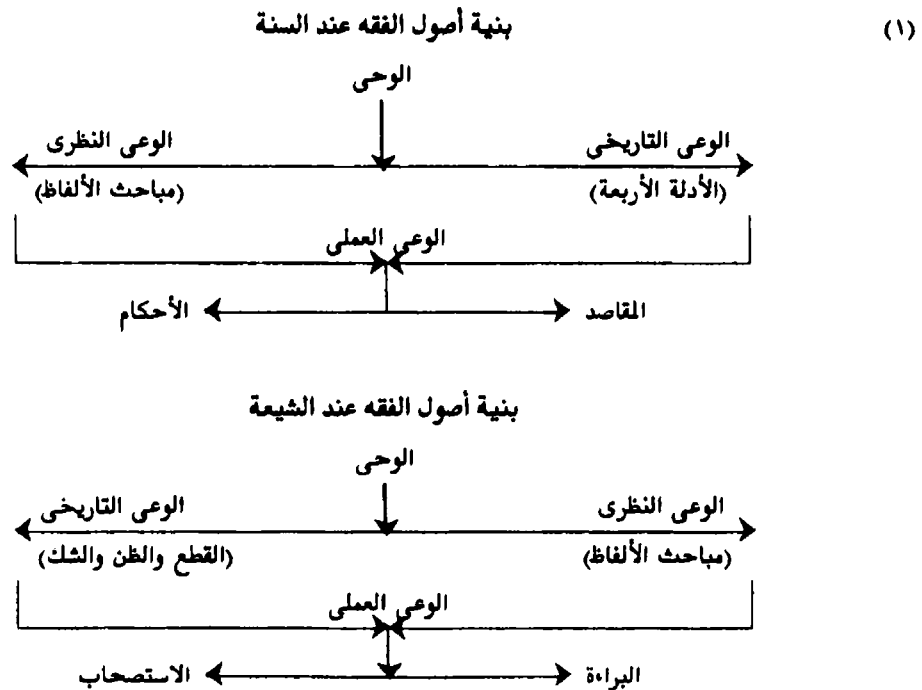 (١) بنية أصول الفقه عند السنة
الوحى
الوعى التاريخى الوعى النظرى
(الأدلة الأربعة) (مباحث الألفاظ)
الوعى العملى
المقاصد الأحكام
بنية أصول الفقه عند الشيعة
الوحى
الوعى النظرى الوعى التاريخى
(مباحث الألفاظ) (القطع والظن والشك)
الوعى العملى
البراءة الاستصحاب